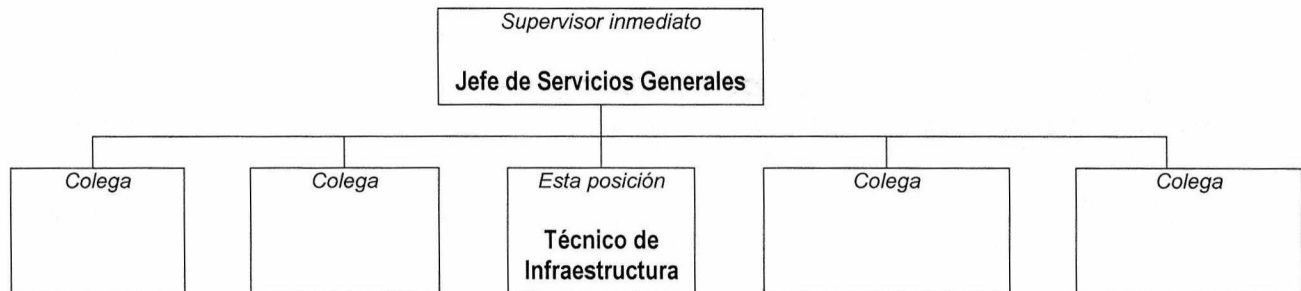 Supervisor inmediato
Jefe de Servicios Generales
Colega
Colega
Esta posición
Técnico de
Infraestructura
Colega
Colega